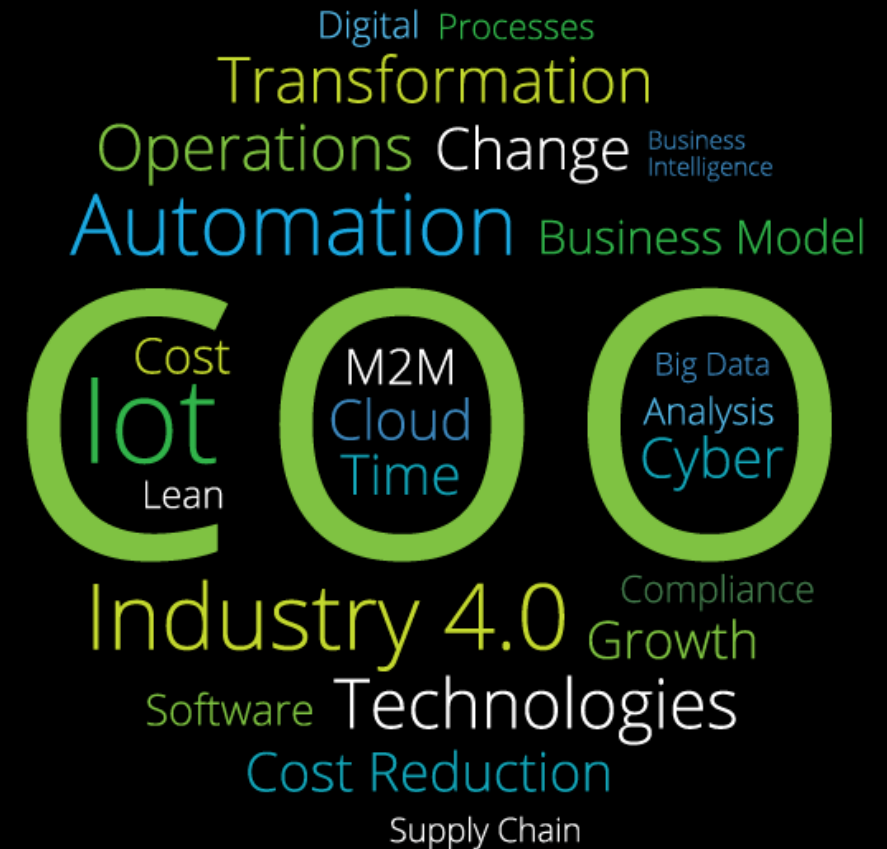 Digital Processes
Transformation
Operations Change Business Intelligence
Automation Business Model
COO
Cost
Iot
Lean
M2M
Cloud
Time
Big Data
Analysis
Cyber
Industry 4.0 Compliance
Growth
Software Technologies
Cost Reduction
Supply Chain